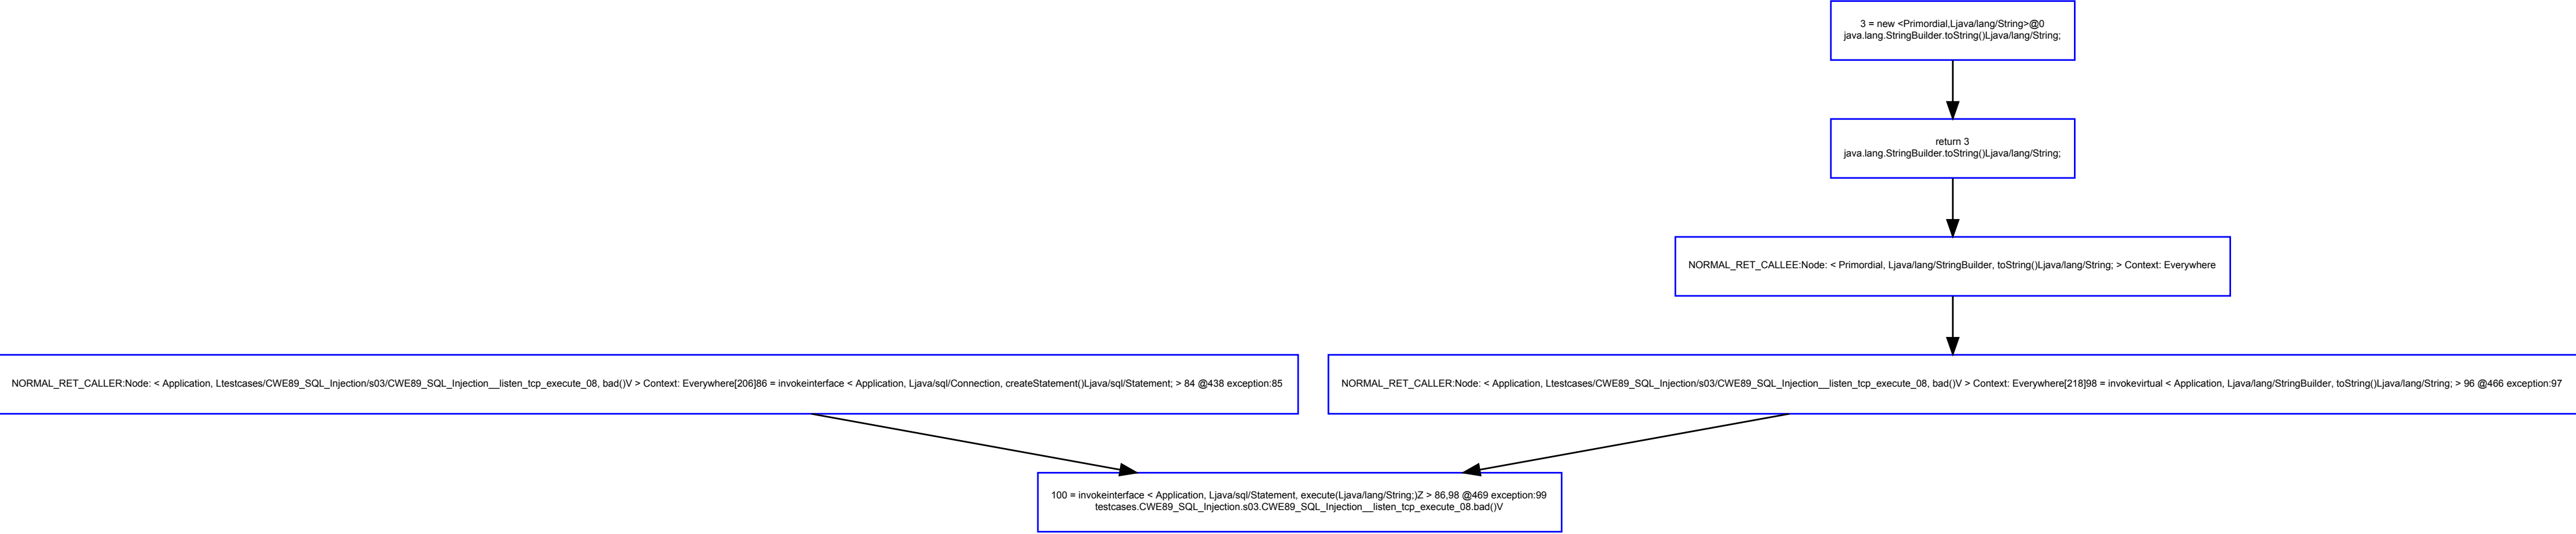 3 = new <Primordial,Ljava/lang/String>@0
java.lang.StringBuilder.toString()Ljava/lang/String;
return 3
java.lang.StringBuilder.toString()Ljava/lang/String;
NORMAL_RET_CALLEE:Node: < Primordial, Ljava/lang/StringBuilder, toString()Ljava/lang/String; > Context: Everywhere
NORMAL_RET_CALLER:Node: < Application, Ltestcases/CWE89_SQL_Injection/s03/CWE89_SQL_Injection__listen_tcp_execute_08, bad()V > Context: Everywhere[206]86 = invokeinterface < Application, Ljava/sql/Connection, createStatement()Ljava/sql/Statement; > 84 @438 exception:85
NORMAL_RET_CALLER:Node: < Application, Ltestcases/CWE89_SQL_Injection/s03/CWE89_SQL_Injection__listen_tcp_execute_08, bad()V > Context: Everywhere[218]98 = invokevirtual < Application, Ljava/lang/StringBuilder, toString()Ljava/lang/String; > 96 @466 exception:97
100 = invokeinterface < Application, Ljava/sql/Statement, execute(Ljava/lang/String;)Z > 86,98 @469 exception:99
testcases.CWE89_SQL_Injection.s03.CWE89_SQL_Injection__listen_tcp_execute_08.bad()V